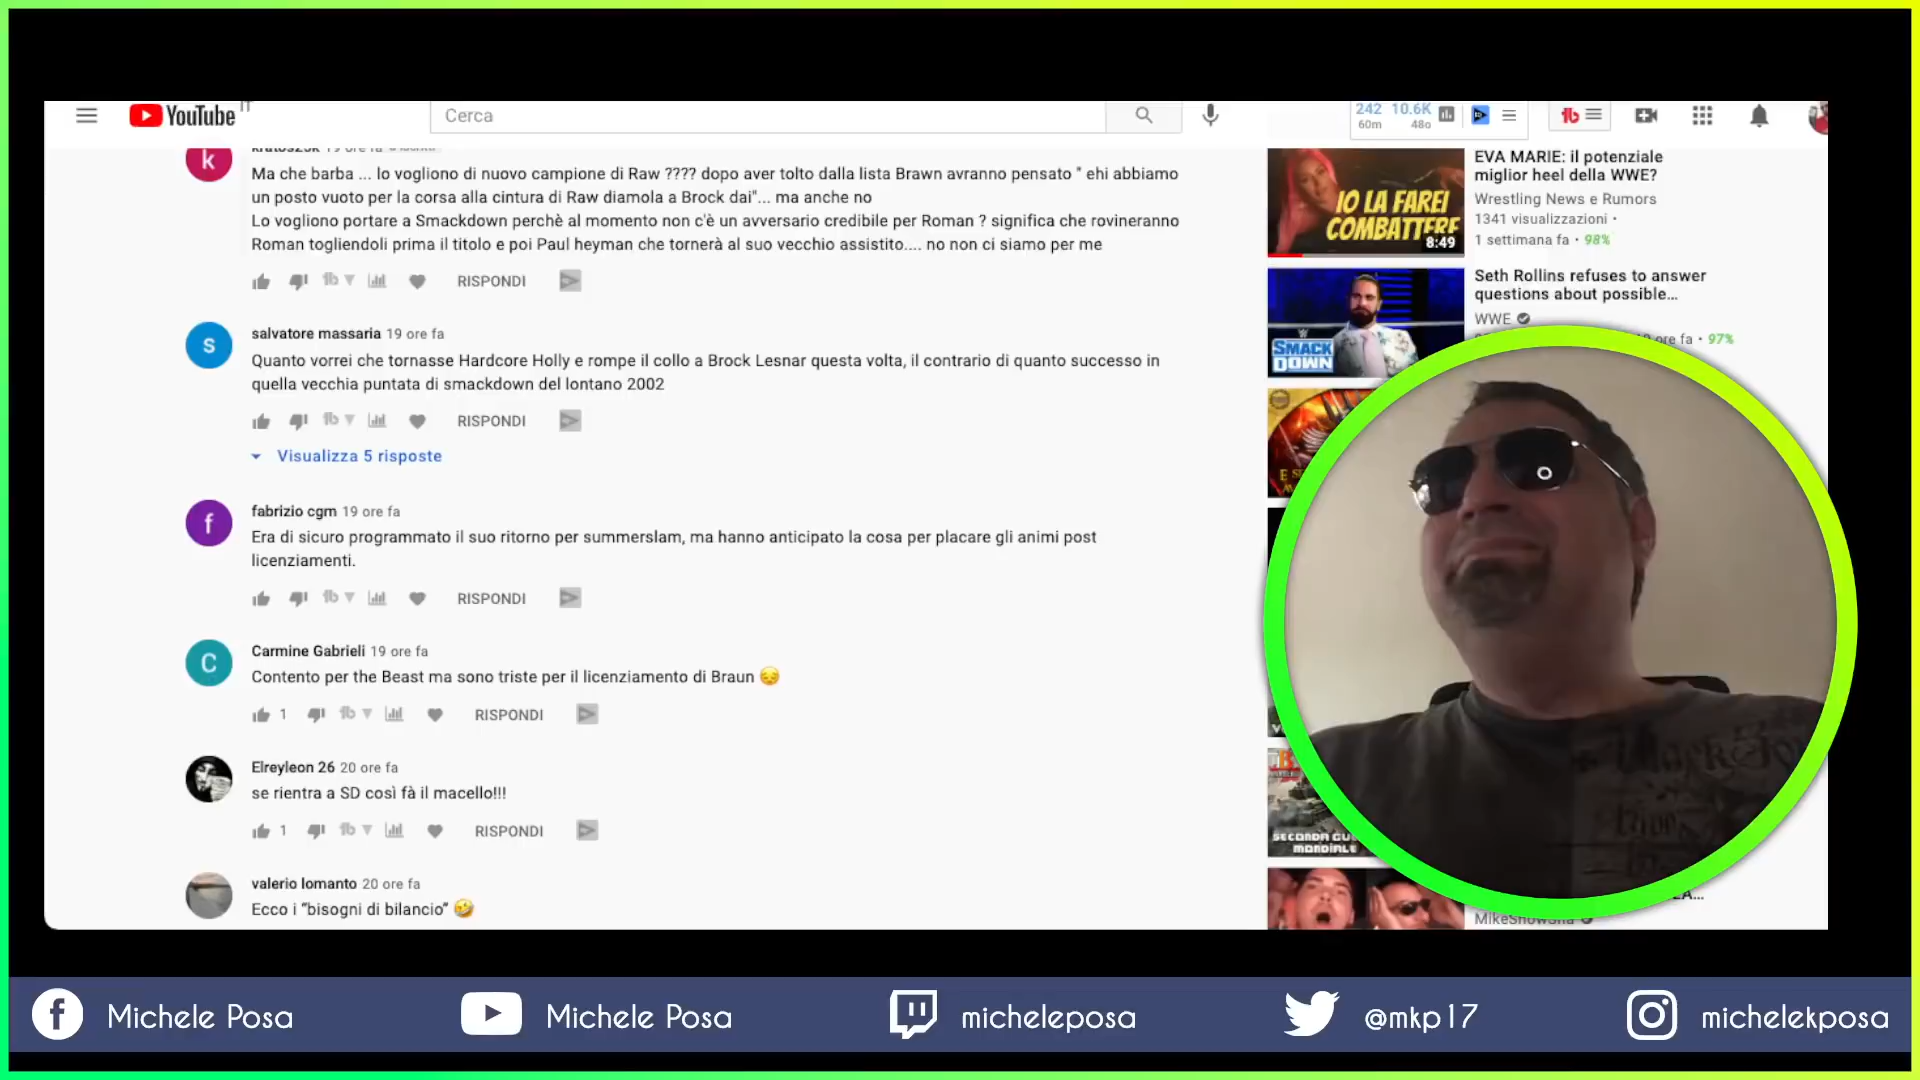 YouTube IT
Cerca
242 10.6K
60m 48o
kratos25k 19 ore fa
Ma che barba ... lo vogliono di nuovo campione di Raw ???? dopo aver tolto dalla lista Brawn avranno pensato " ehi abbiamo
un posto vuoto per la corsa alla cintura di Raw diamola a Brock dai"... ma anche no
Lo vogliono portare a Smackdown perchè al momento non c'è un avversario credibile per Roman ? significa che rovineranno
Roman togliendoli prima il titolo e poi Paul heyman che tornerà al suo vecchio assistito.... no non ci siamo per me
RISPONDI
salvatore massaria 19 ore fa
Quanto vorrei che tornasse Hardcore Holly e rompe il collo a Brock Lesnar questa volta, il contrario di quanto successo in
quella vecchia puntata di smackdown del lontano 2002
RISPONDI
Visualizza 5 risposte
fabrizio cgm 19 ore fa
Era di sicuro programmato il suo ritorno per summerslam, ma hanno anticipato la cosa per placare gli animi post
licenziamenti.
RISPONDI
Carmine Gabrieli 19 ore fa
Contento per the Beast ma sono triste per il licenziamento di Braun 😔
1 RISPONDI
Elreyleon 26 20 ore fa
se rientra a SD così fà il macello!!!
1 RISPONDI
valerio lomanto 20 ore fa
Ecco i "bisogni di bilancio" 🤣
IO LA FAREI
COMBATTERE
8:49
EVA MARIE: il potenziale
miglior heel della WWE?
Wrestling News e Rumors
1341 visualizzazioni •
1 settimana fa • 98%
SMACK
DOWN
Seth Rollins refuses to answer
questions about possible...
WWE
ore fa • 97%
SECONDA GU
MONDIALE
MikeShowSha
Michele Posa
Michele Posa
micheleposa
@mkp17
michelekposa